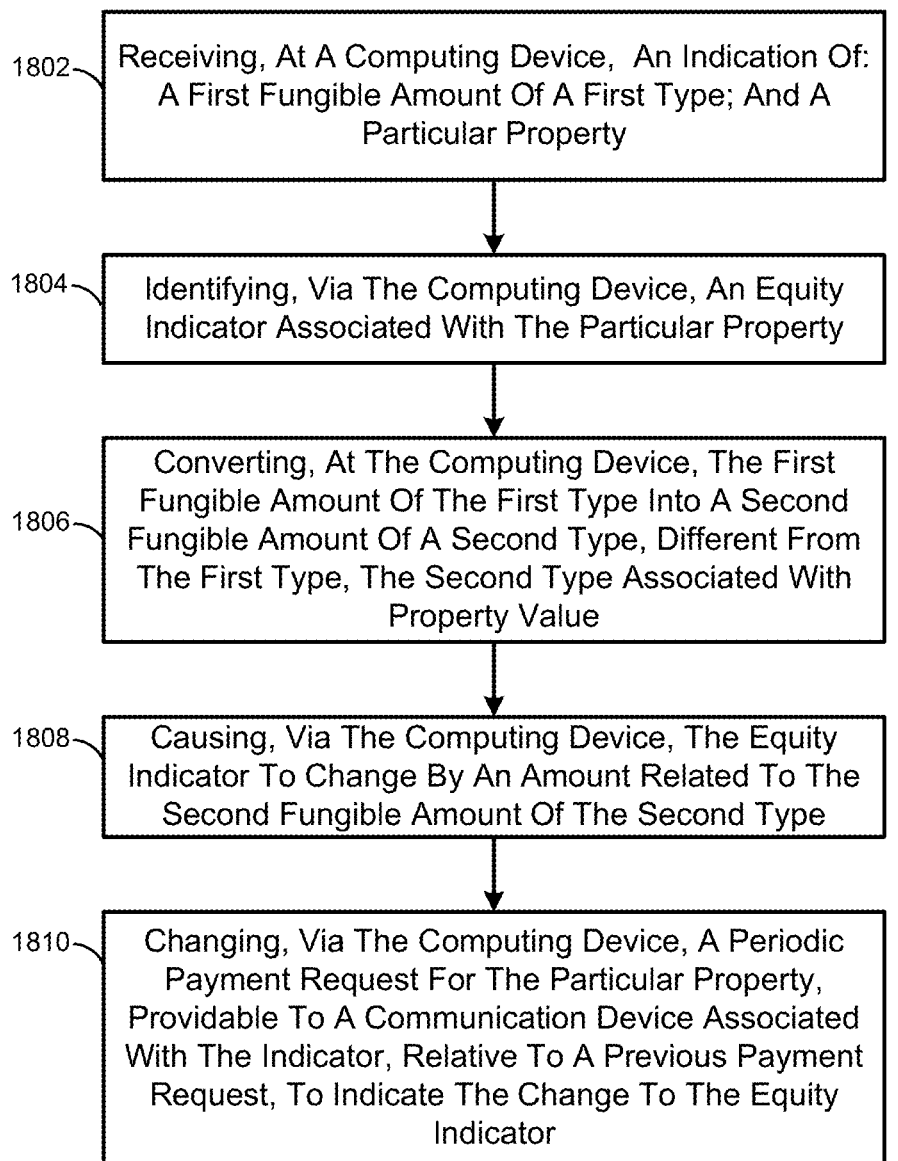 1802
Receiving, At A Computing Device, An Indication Of:
A First Fungible Amount Of A First Type; And A
Particular Property
1804
Identifying, Via The Computing Device, An Equity
Indicator Associated With The Particular Property
1806
Converting, At The Computing Device, The First
Fungible Amount Of The First Type Into A Second
Fungible Amount Of A Second Type, Different From
The First Type, The Second Type Associated With
Property Value
1808
Causing, Via The Computing Device, The Equity
Indicator To Change By An Amount Related To The
Second Fungible Amount Of The Second Type
1810
Changing, Via The Computing Device, A Periodic
Payment Request For The Particular Property,
Providable To A Communication Device Associated
With The Indicator, Relative To A Previous Payment
Request, To Indicate The Change To The Equity
Indicator